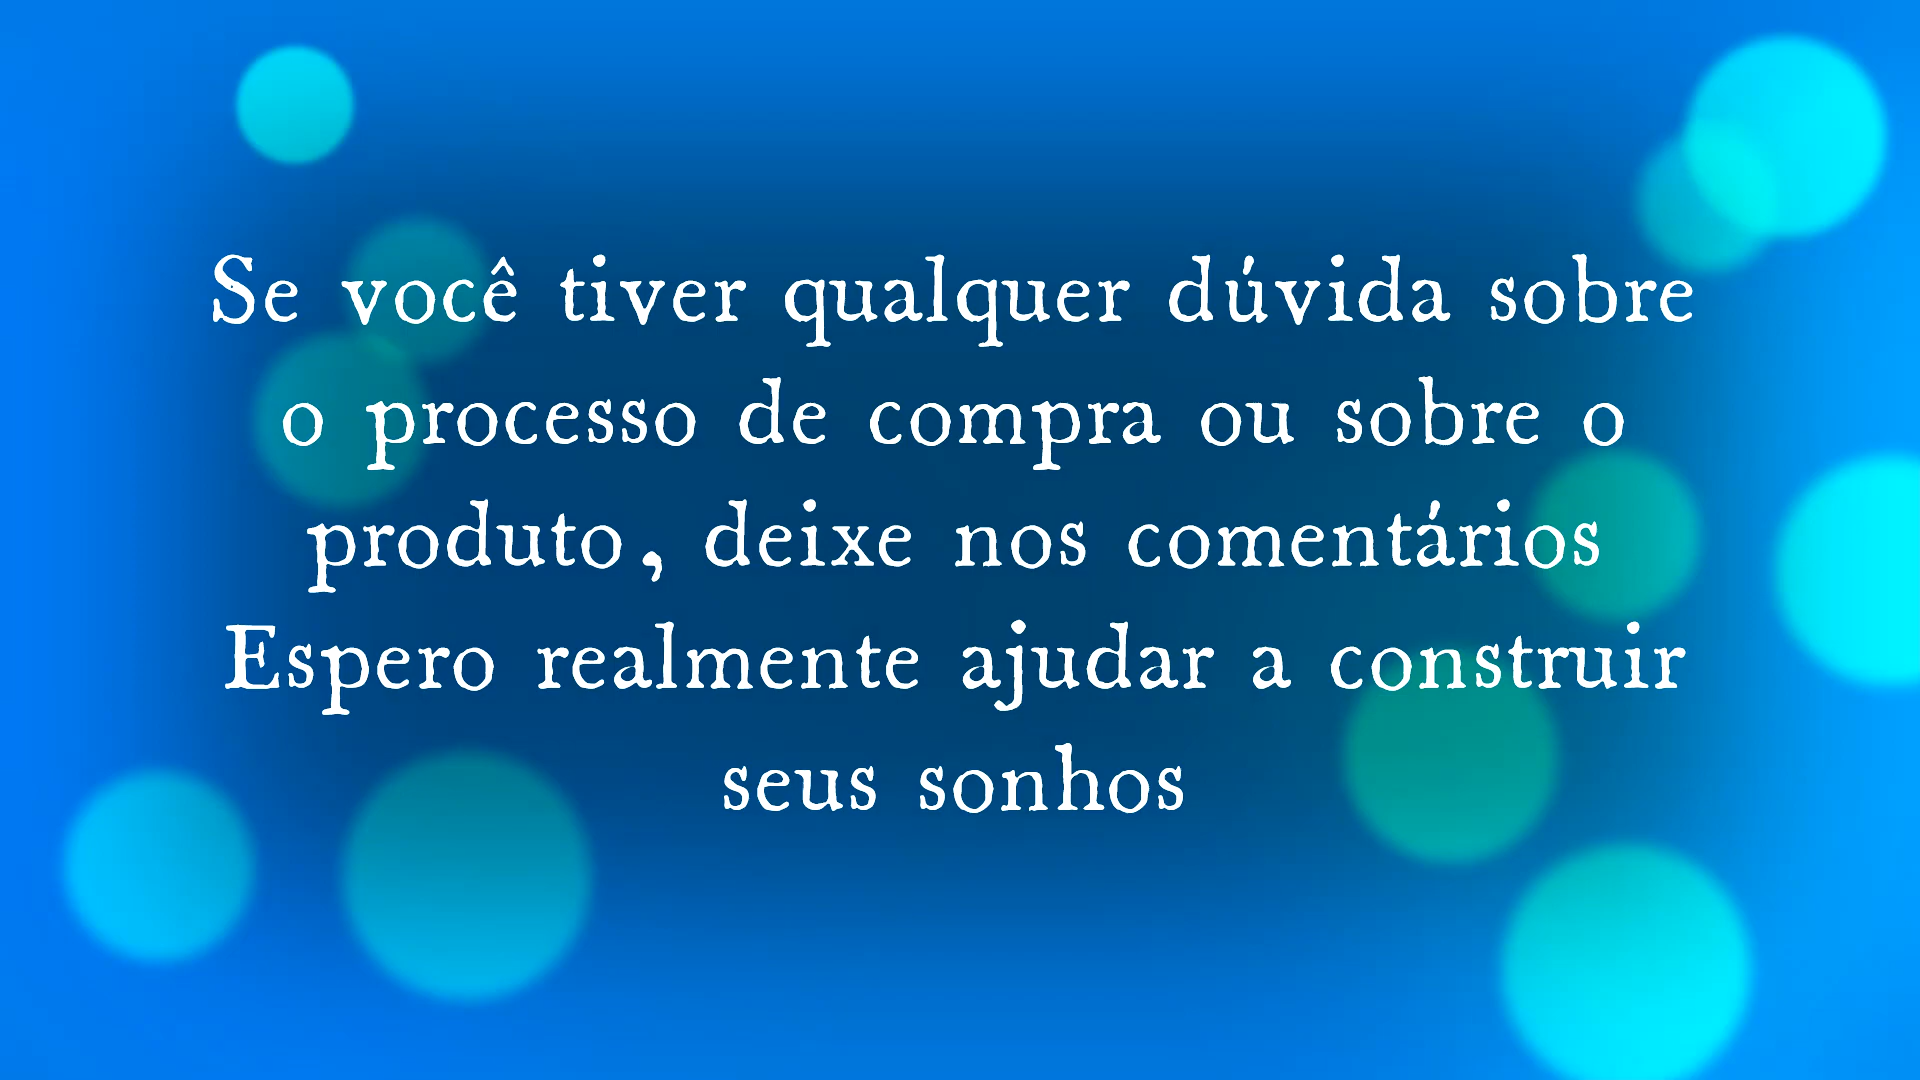 Se você tiver qualquer dúvida sobre
o processo de compra ou sobre o
produto, deixe nos comentários
Espero realmente ajudar a construir
seus sonhos